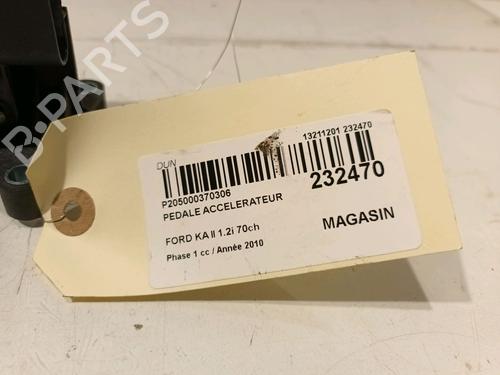 B-PARTS
DUN
13211201 232470
P205000370306
232470
PEDALE ACCELERATEUR
FORD KA II 1.2i 70ch
MAGASIN
Phase 1 cc / Année 2010